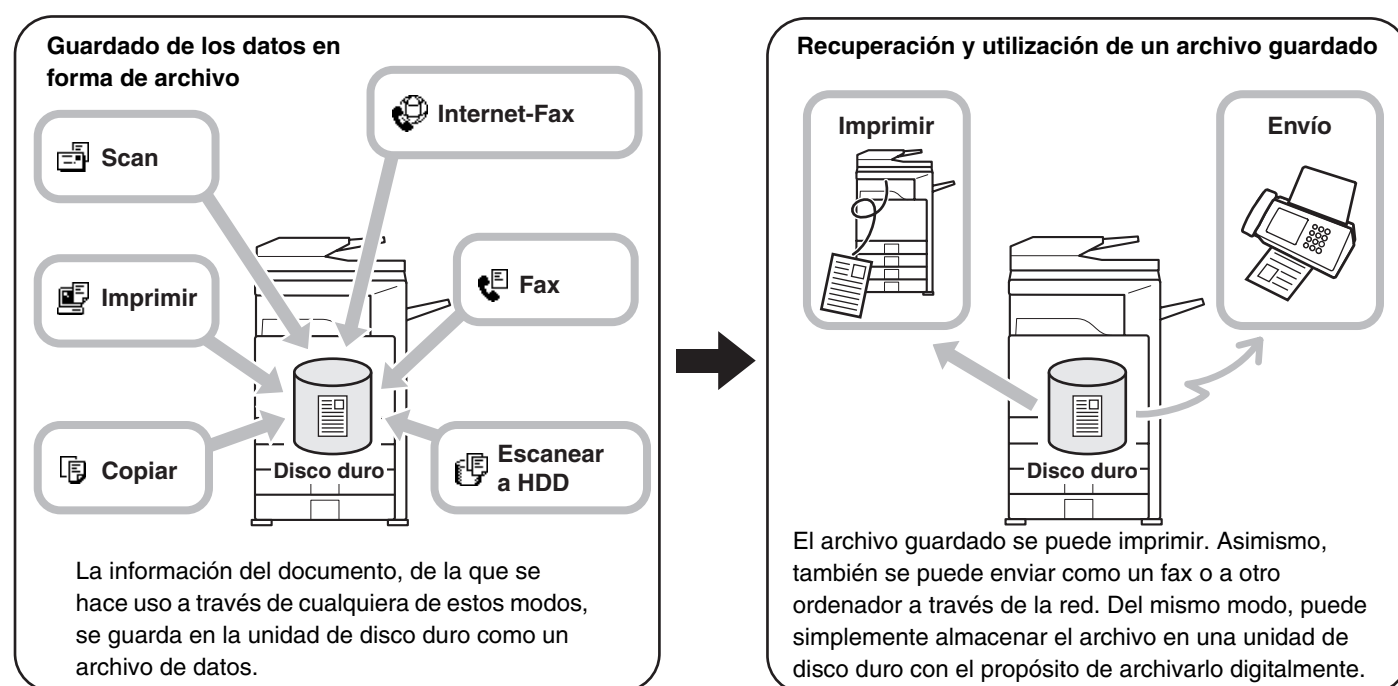 Guardado de los datos en
forma de archivo
Internet-Fax
Scan
Imprimir
Fax
Copiar
Disco duro
Escanear
a HDD
La información del documento, de la que se
hace uso a través de cualquiera de estos modos,
se guarda en la unidad de disco duro como un
archivo de datos.
Recuperación y utilización de un archivo guardado
Imprimir
Envío
Disco duro
El archivo guardado se puede imprimir. Asimismo,
también se puede enviar como un fax o a otro
ordenador a través de la red. Del mismo modo, puede
simplemente almacenar el archivo en una unidad de
disco duro con el propósito de archivarlo digitalmente.